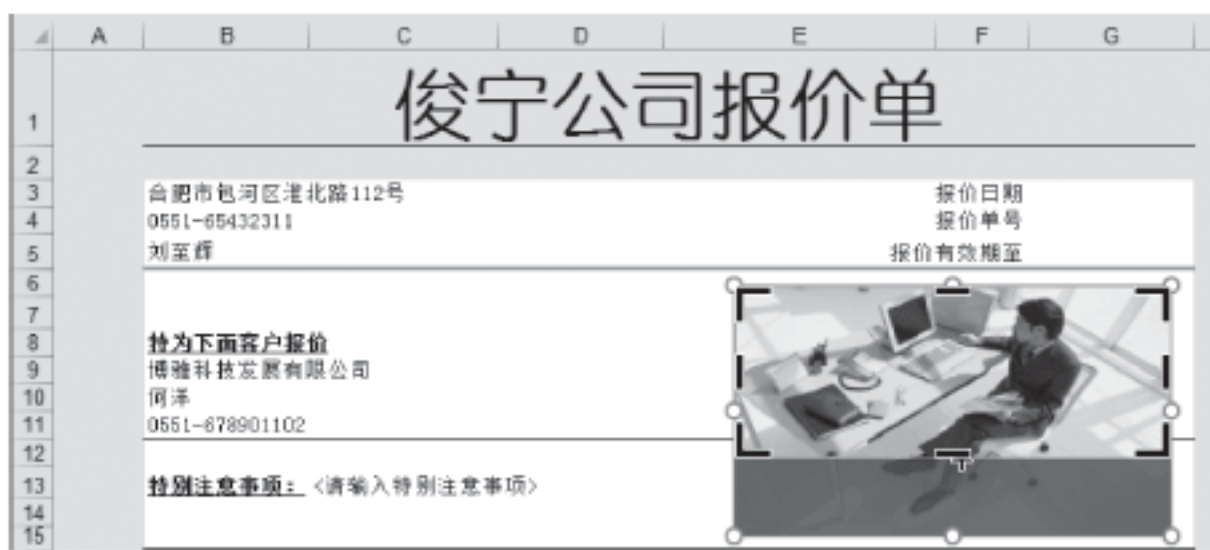 A B C D E F G
1 俊宁公司报价单
2
3 合肥市包河区淮北路112号 报价日期
4 0551-65432311 报价单号
5 刘至辉 报价有效期至
6
7
8 特为下面客户报价
9 博雅科技发展有限公司
10 何泽
11 0551-678901102
12
13 特别注意事项: <请输入特别注意事项>
14
15